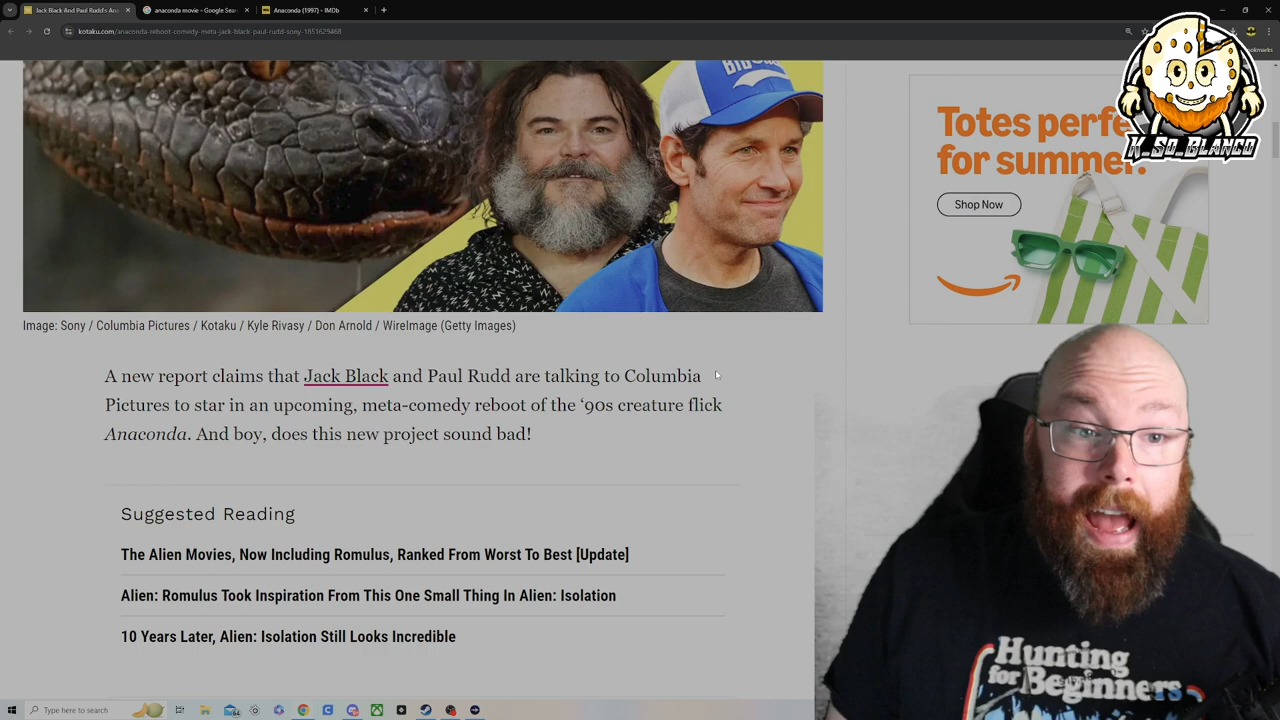 Jack Black And Paul Rudd's Ana
anaconda movie - Google Sea
Anaconda (1997) - IMDb
kotaku.com/anaconda-reboot-comedy-meta-jack-black-paul-rudd-sony-1851625468
Bookmarks
BIG
Totes perfe
for summer.
Shop Now
K_So_Blanco
Image: Sony / Columbia Pictures / Kotaku / Kyle Rivasy / Don Arnold / WireImage (Getty Images)
A new report claims that Jack Black and Paul Rudd are talking to Columbia
Pictures to star in an upcoming, meta-comedy reboot of the ‘90s creature flick
Anaconda. And boy, does this new project sound bad!
Suggested Reading
The Alien Movies, Now Including Romulus, Ranked From Worst To Best [Update]
Alien: Romulus Took Inspiration From This One Small Thing In Alien: Isolation
10 Years Later, Alien: Isolation Still Looks Incredible
Hunting
for Beginners
Type here to search